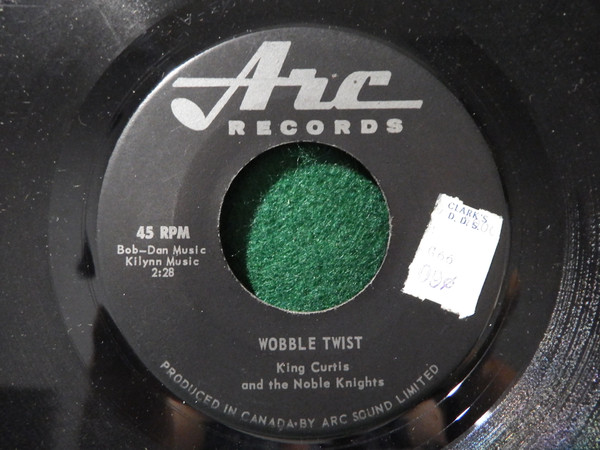 Arc
RECORDS
45 RPM
Bob–Dan Music
Kilynn Music
2:28
CLARK'S
WOBBLE TWIST
King Curtis
and the Noble Knights
PRODUCED IN CANADA·BY ARC SOUND LIMITED